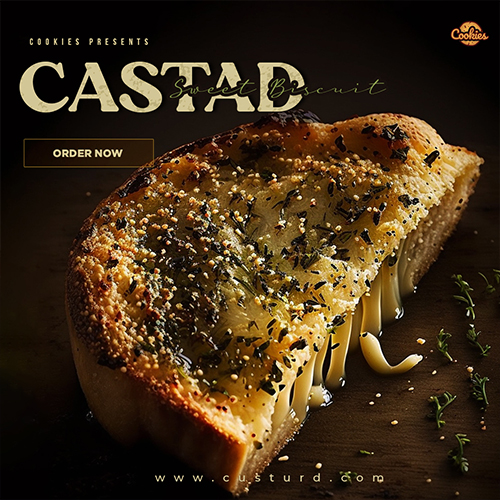 COOKIES PRESENTS
Cookies
CASTAD
Sweet Biscuit
ORDER NOW
www.custurd.com